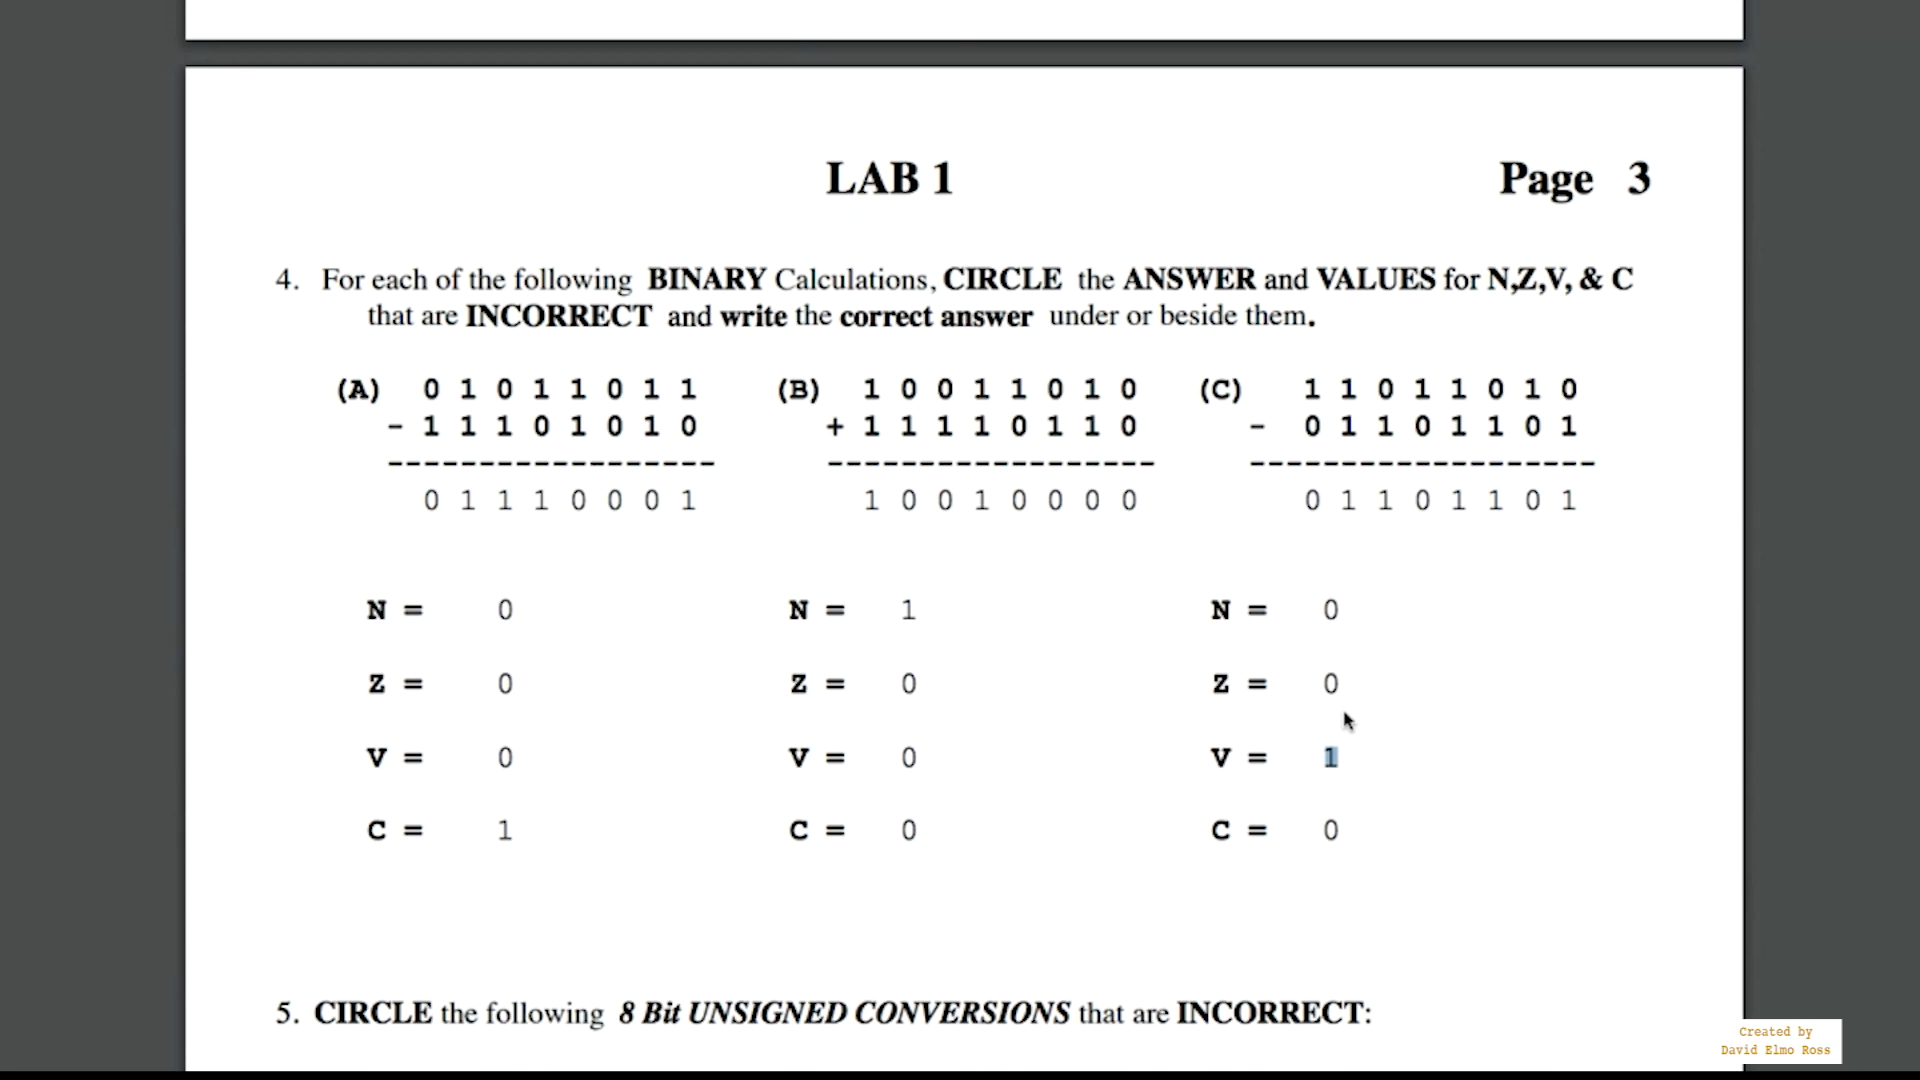 LAB 1 Page 3
4. For each of the following BINARY Calculations, CIRCLE the ANSWER and VALUES for N,Z,V, & C
that are INCORRECT and write the correct answer under or beside them.
(A) 0 1 0 1 1 0 1 1 (B) 1 0 0 1 1 0 1 0 (C) 1 1 0 1 1 0 1 0
- 1 1 1 0 1 0 1 0 + 1 1 1 1 0 1 1 0 - 0 1 1 0 1 1 0 1
------------------ ------------------ -------------------
0 1 1 1 0 0 0 1 1 0 0 1 0 0 0 0 0 1 1 0 1 1 0 1
N = 0 N = 1 N = 0
Z = 0 Z = 0 Z = 0
V = 0 V = 0 V = 1
C = 1 C = 0 C = 0
5. CIRCLE the following 8 Bit UNSIGNED CONVERSIONS that are INCORRECT:
Created by
David Elmo Ross